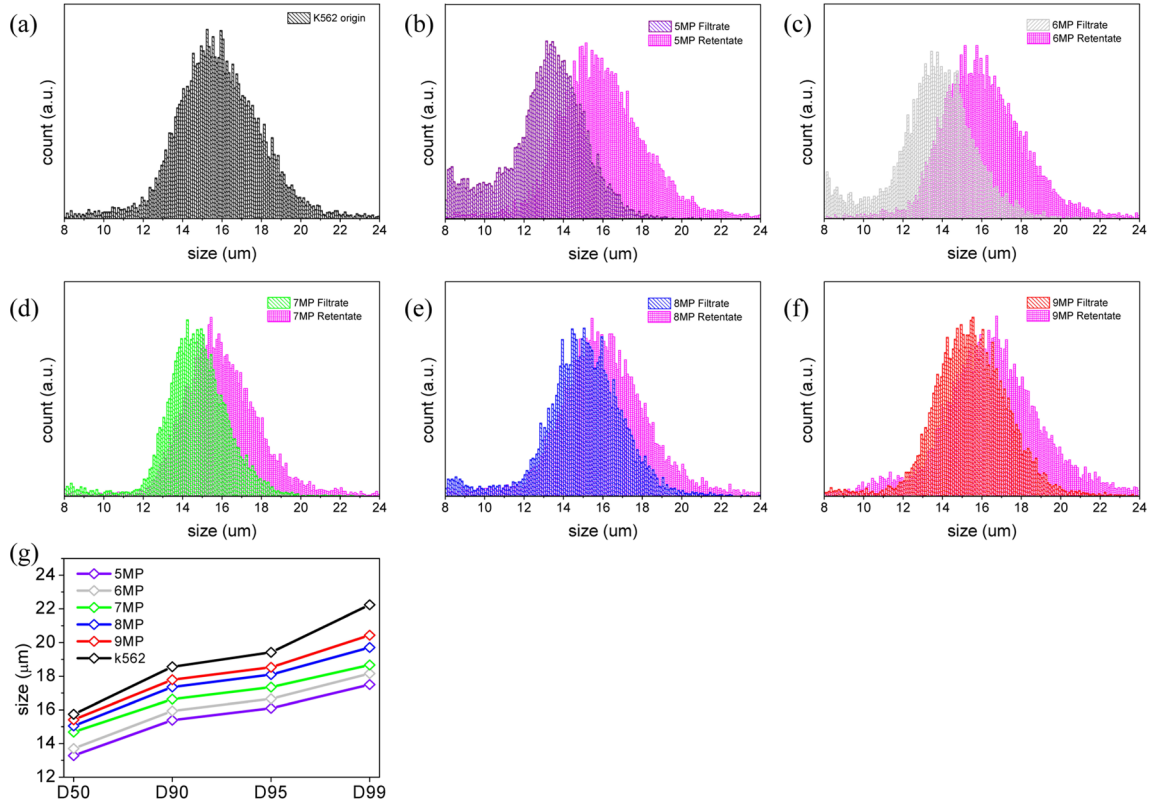 (a)
K562 origin
count (a.u.)
8 10 12 14 16 18 20 22 24
size (um)
(b)
5MP Filtrate
5MP Retentate
count (a.u.)
8 10 12 14 16 18 20 22 24
size (um)
(c)
6MP Filtrate
6MP Retentate
count (a.u.)
8 10 12 14 16 18 20 22 24
size (um)
(d)
7MP Filtrate
7MP Retentate
count (a.u.)
8 10 12 14 16 18 20 22 24
size (um)
(e)
8MP Filtrate
8MP Retentate
count (a.u.)
8 10 12 14 16 18 20 22 24
size (um)
(f)
9MP Filtrate
9MP Retentate
count (a.u.)
8 10 12 14 16 18 20 22 24
size (um)
(g)
5MP
6MP
7MP
8MP
9MP
k562
size (μm)
24
22
20
18
16
14
12
D50 D90 D95 D99